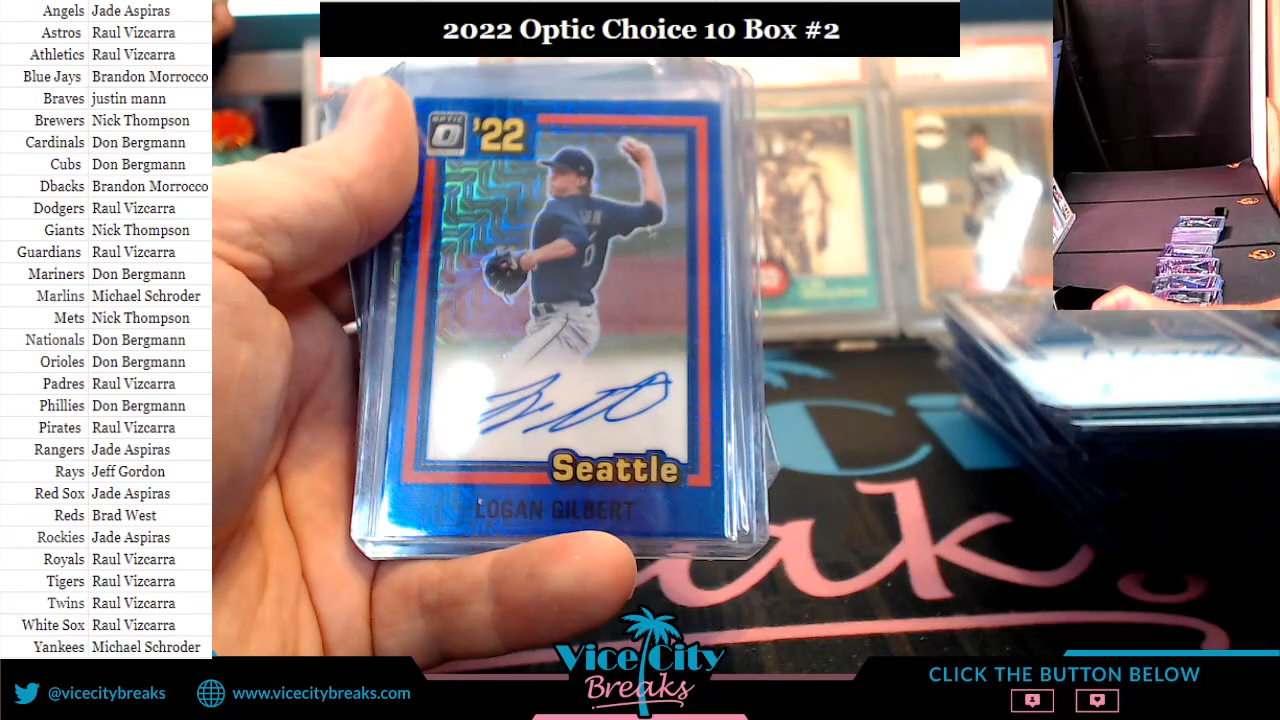 2022 Optic Choice 10 Box #2
Angels Jade Aspiras
Astros Raul Vizcarra
Athletics Raul Vizcarra
Blue Jays Brandon Morrocco
Braves justin mann
Brewers Nick Thompson
Cardinals Don Bergmann
Cubs Don Bergmann
Dbacks Brandon Morrocco
Dodgers Raul Vizcarra
Giants Nick Thompson
Guardians Raul Vizcarra
Mariners Don Bergmann
Marlins Michael Schroder
Mets Nick Thompson
Nationals Don Bergmann
Orioles Don Bergmann
Padres Raul Vizcarra
Phillies Don Bergmann
Pirates Raul Vizcarra
Rangers Jade Aspiras
Rays Jeff Gordon
Red Sox Jade Aspiras
Reds Brad West
Rockies Jade Aspiras
Royals Raul Vizcarra
Tigers Raul Vizcarra
Twins Raul Vizcarra
White Sox Raul Vizcarra
Yankees Michael Schroder
OPTIC
'22
Seattle
LOGAN GILBERT
Vice City
Breaks
@vicecitybreaks
www.vicecitybreaks.com
CLICK THE BUTTON BELOW